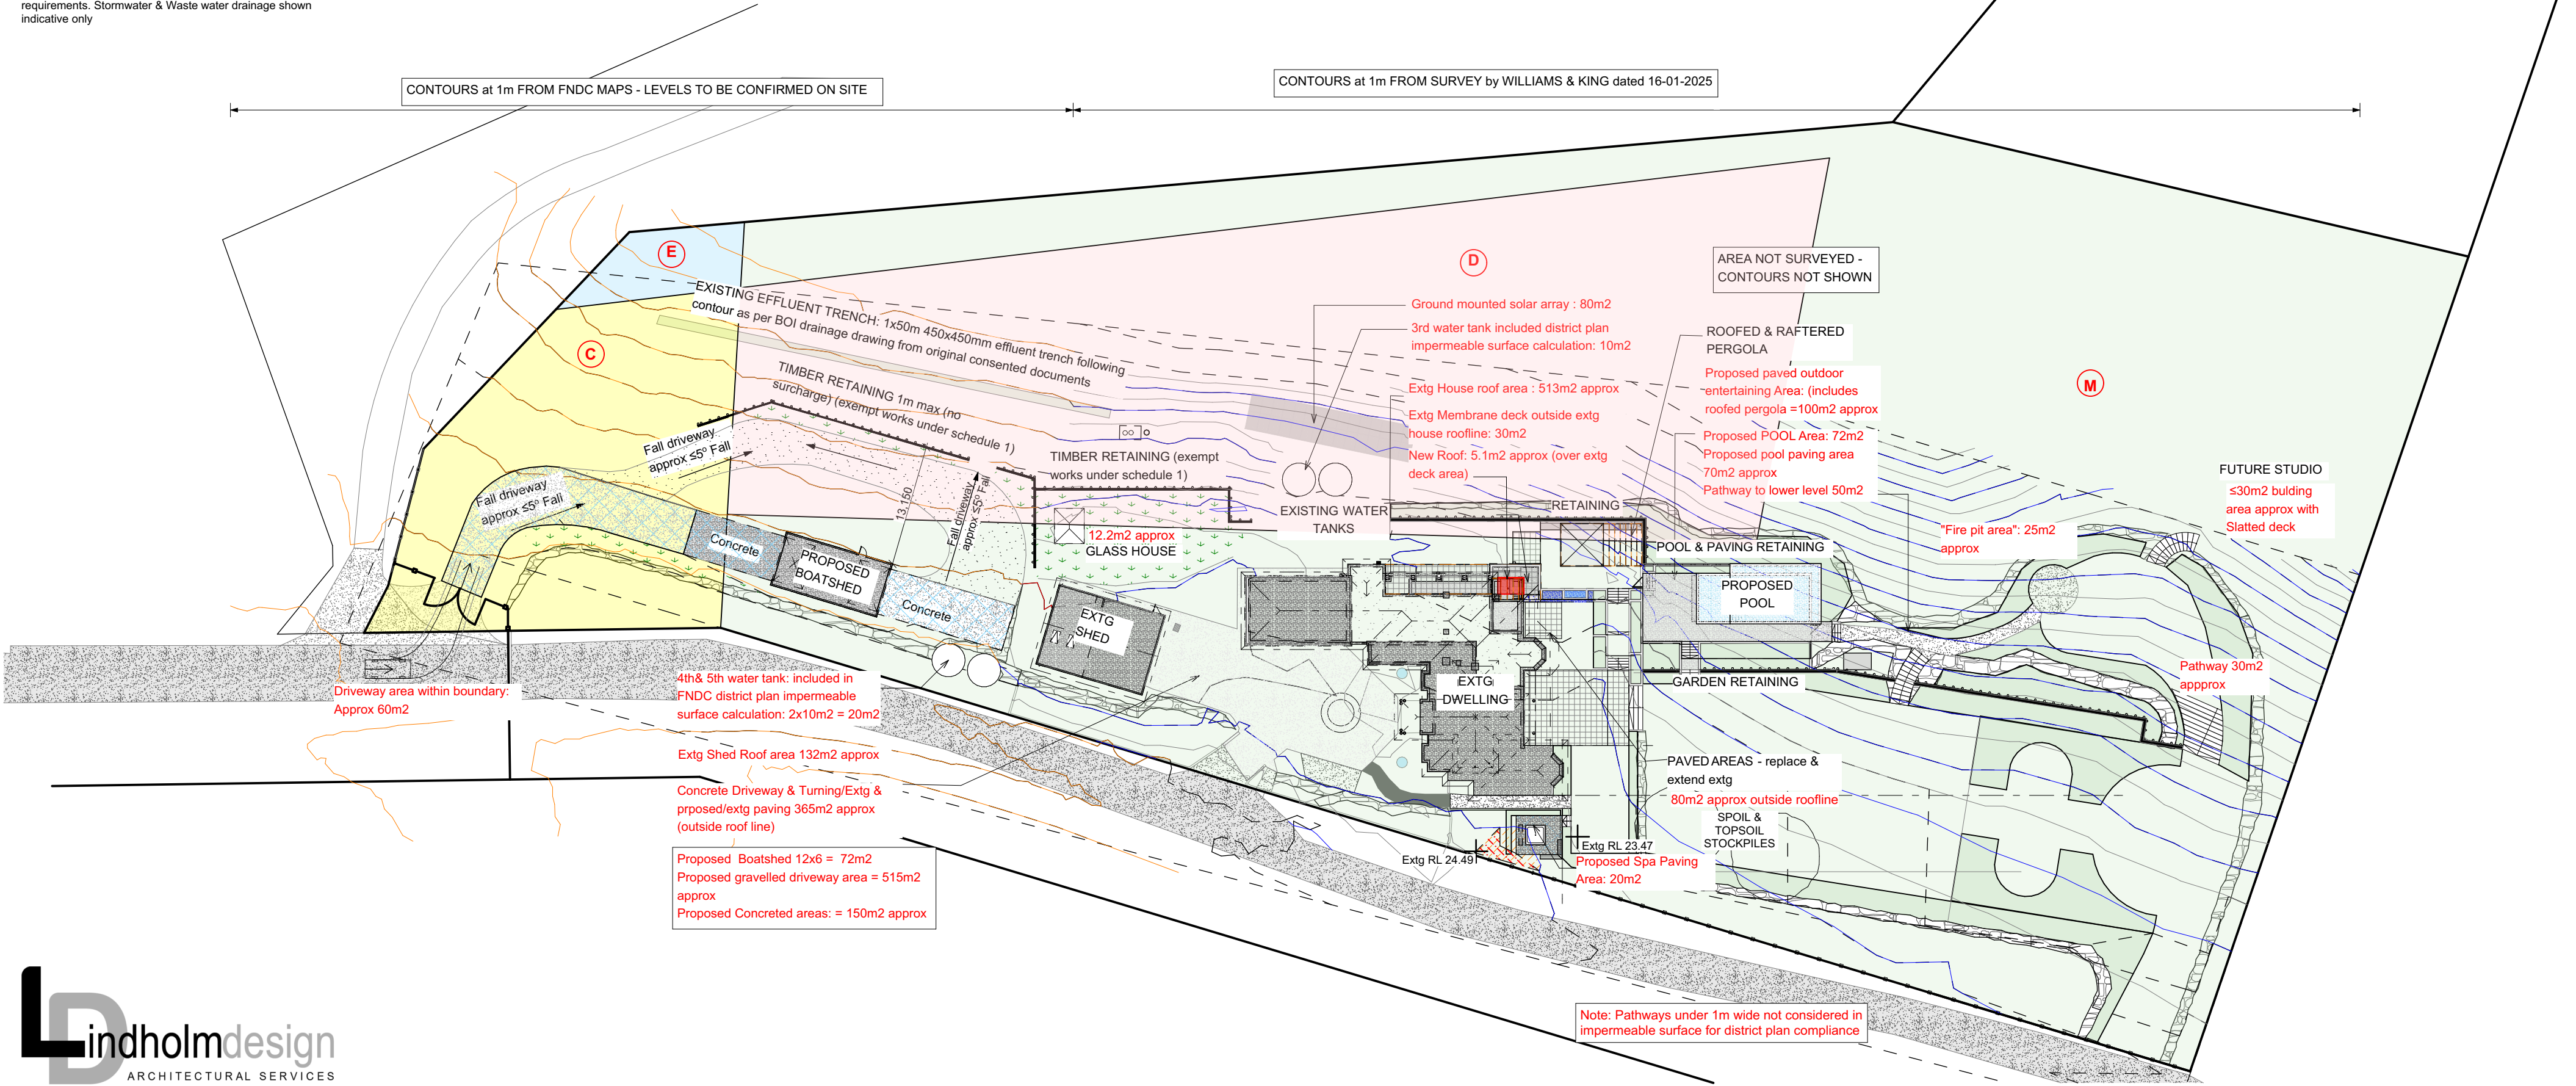 requirements. Stormwater & Waste water drainage shown
indicative only
CONTOURS at 1m FROM FNDC MAPS - LEVELS TO BE CONFIRMED ON SITE
CONTOURS at 1m FROM SURVEY by WILLIAMS & KING dated 16-01-2025
E
D
C
M
AREA NOT SURVEYED -
CONTOURS NOT SHOWN
EXISTING EFFLUENT TRENCH: 1x50m 450x450mm effluent trench following
contour as per BOI drainage drawing from original consented documents
TIMBER RETAINING 1m max (no
surcharge) (exempt works under schedule 1)
Ground mounted solar array : 80m2
3rd water tank included district plan
impermeable surface calculation: 10m2
Extg House roof area : 513m2 approx
Extg Membrane deck outside extg
house roofline: 30m2
New Roof: 5.1m2 approx (over extg
deck area)
ROOFED & RAFTERED
PERGOLA
Proposed paved outdoor
entertaining Area: (includes
roofed pergola =100m2 approx
Proposed POOL Area: 72m2
Proposed pool paving area
70m2 approx
Pathway to lower level 50m2
FUTURE STUDIO
≤30m2 bulding
area approx with
Slatted deck
"Fire pit area": 25m2
approx
Fall driveway
approx ≤5º Fall
Fall driveway
approx ≤5º Fall
13,150
Fall driveway
approx ≤5º Fall
TIMBER RETAINING (exempt
works under schedule 1)
EXISTING WATER
TANKS
RETAINING
12.2m2 approx
GLASS HOUSE
POOL & PAVING RETAINING
Concrete
PROPOSED
BOATSHED
Concrete
EXTG
SHED
PROPOSED
POOL
EXTG
DWELLING
GARDEN RETAINING
Pathway 30m2
appprox
Driveway area within boundary:
Approx 60m2
4th& 5th water tank: included in
FNDC district plan impermeable
surface calculation: 2x10m2 = 20m2
Extg Shed Roof area 132m2 approx
Concrete Driveway & Turning/Extg &
prposed/extg paving 365m2 approx
(outside roof line)
Proposed  Boatshed 12x6 =  72m2
Proposed gravelled driveway area = 515m2
approx
Proposed Concreted areas: = 150m2 approx
PAVED AREAS - replace &
extend extg
80m2 approx outside roofline
SPOIL &
TOPSOIL
STOCKPILES
Extg RL 24.49
Extg RL 23.47
Proposed Spa Paving
Area: 20m2
Note: Pathways under 1m wide not considered in
impermeable surface for district plan compliance
Lindholmdesign
ARCHITECTURAL SERVICES